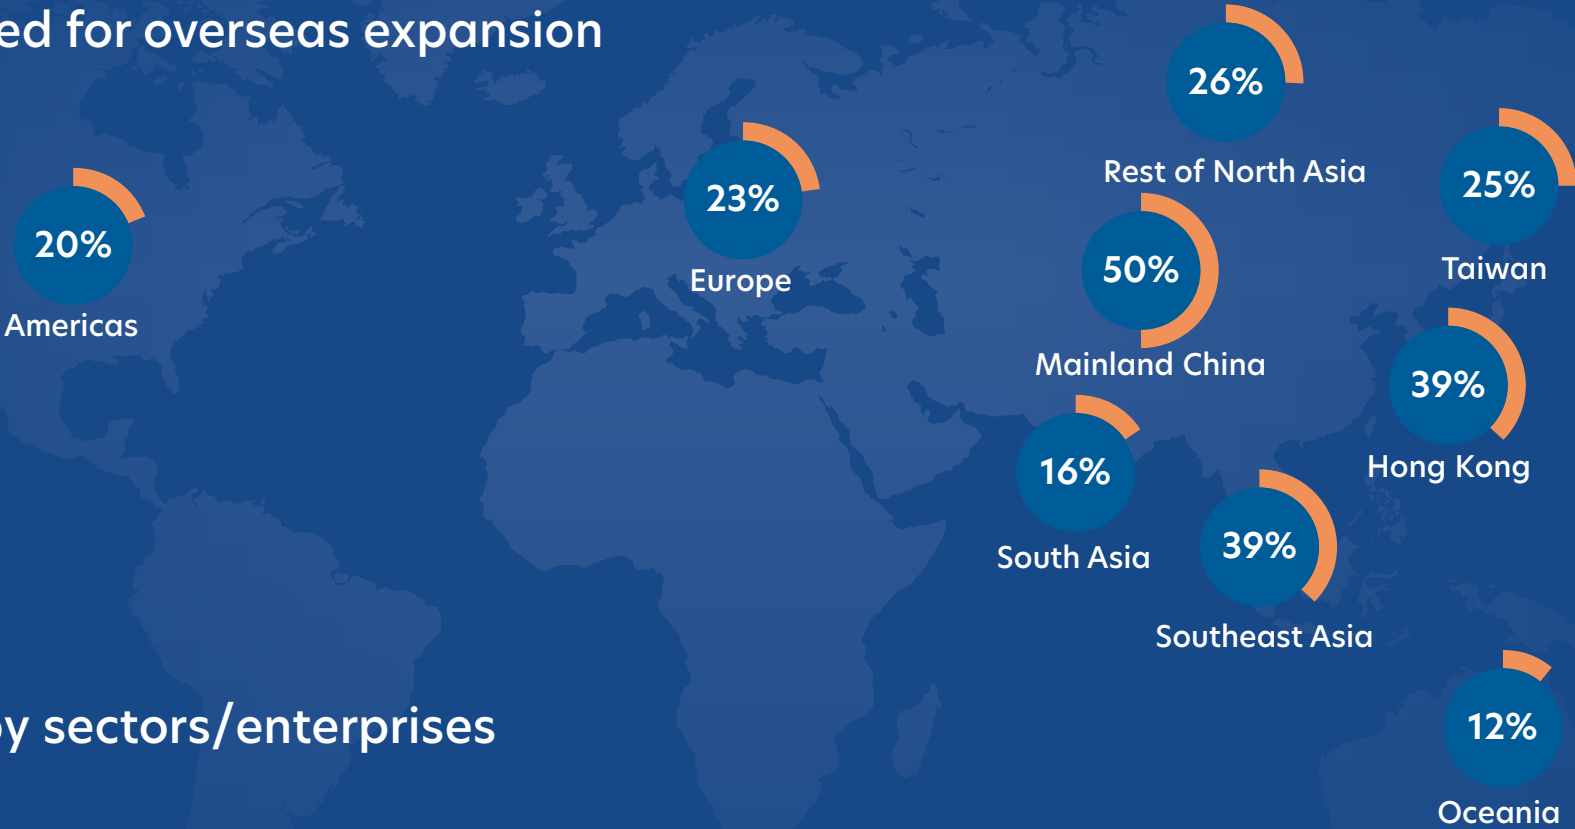 ed for overseas expansion
26%
Rest of North Asia
25%
Taiwan
23%
Europe
20%
Americas
50%
Mainland China
39%
Hong Kong
16%
South Asia
39%
Southeast Asia
by sectors/enterprises
12%
Oceania